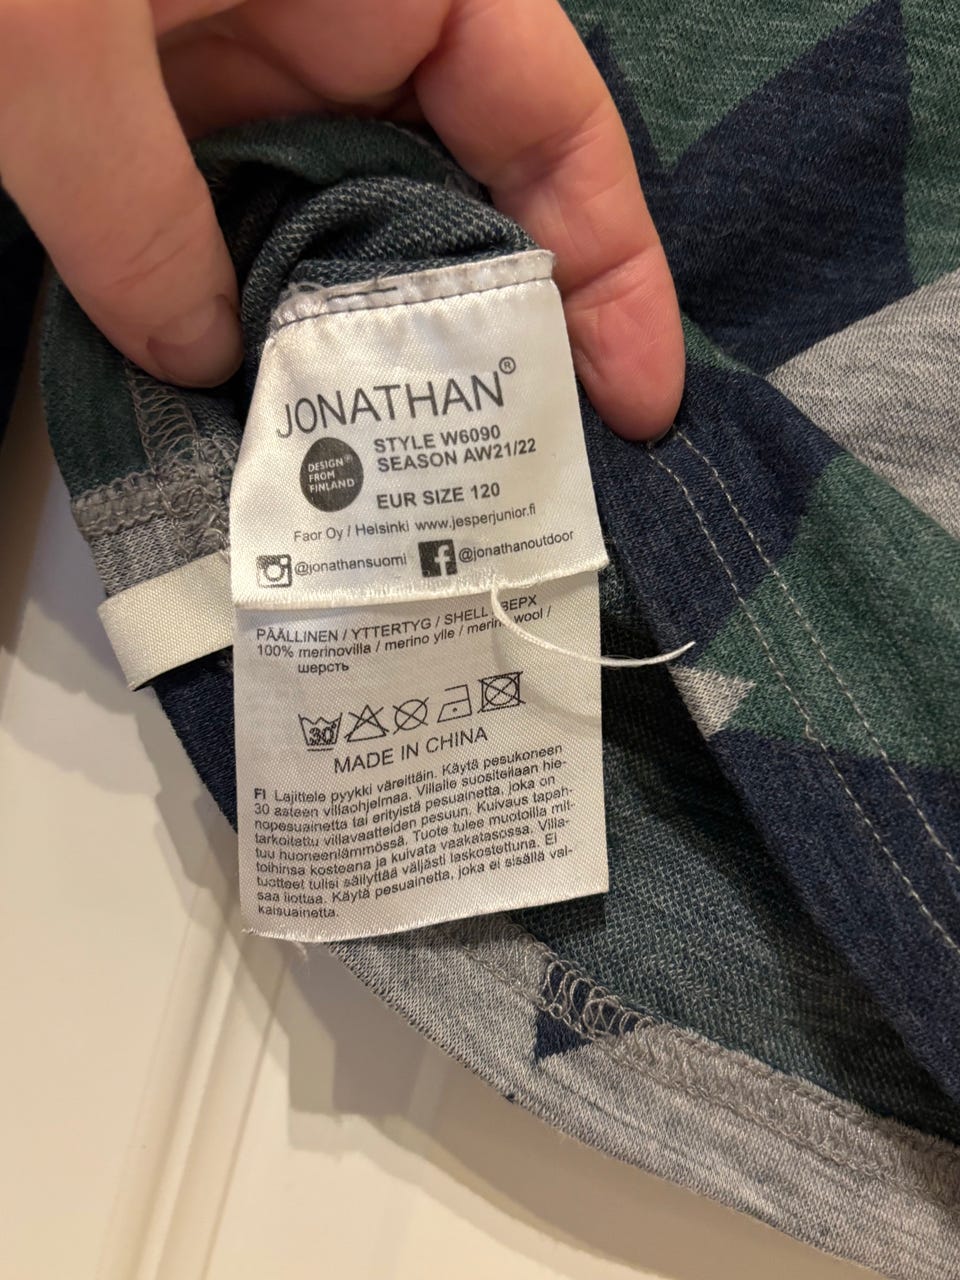 JONATHAN®
DESIGN®
FROM
FINLAND
STYLE W6090
SEASON AW21/22
EUR SIZE 120
Faor Oy / Helsinki www.jesperjunior.fi
@jonathansuomi
f @jonathanoutdoor
PÄÄLLINEN / YTTERTYG / SHELL / ВЕРХ
100% merinovilla / merino ylle / merino wool /
шерсть
30°
MADE IN CHINA
FI Lajittele pyykki väreittäin. Käytä pesukoneen
30 asteen villaohjelmaa. Villalle suositellaan hie-
nopesuainetta tai erityistä pesuainetta, joka on
tarkoitettu villavaatteiden pesuun. Kuivaus tapah-
tuu huoneenlämmössä. Tuote tulee muotoilla mit-
toihinsa kosteana ja kuivata vaakatasossa. Villa-
tuotteet tulisi säilyttää väljästi laskostettuna. Ei
saa liottaa. Käytä pesuainetta, joka ei sisällä val-
kaisuainetta.